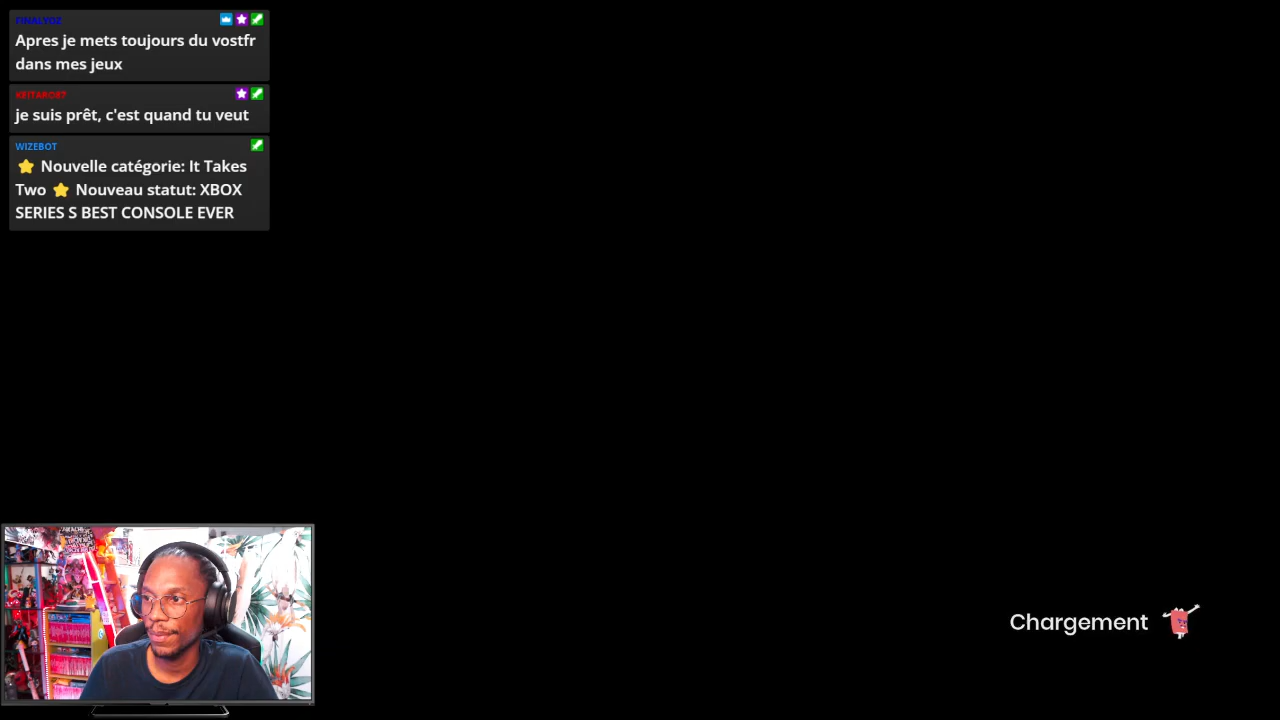 FINALYOZ
Apres je mets toujours du vostfr
dans mes jeux
KEITARO67
je suis prêt, c'est quand tu veut
WIZEBOT
⭐ Nouvelle catégorie: It Takes
Two ⭐ Nouveau statut: XBOX
SERIES S BEST CONSOLE EVER
Chargement